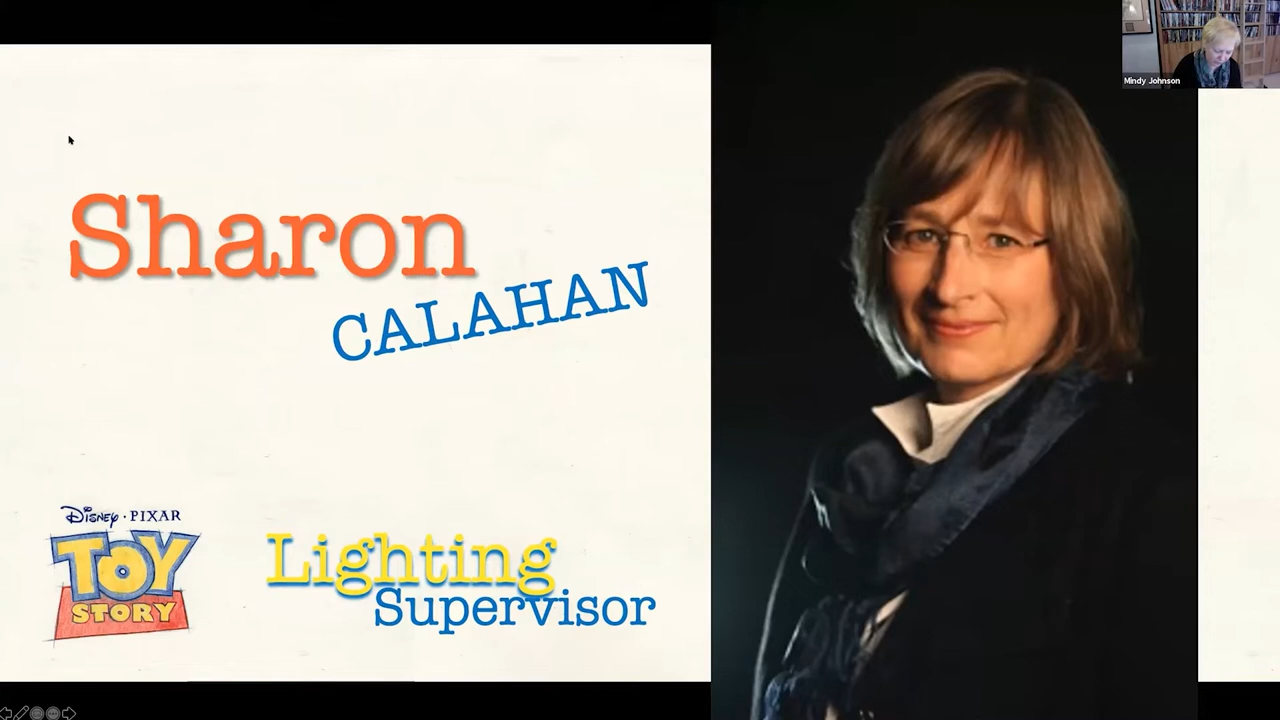 Mindy Johnson
Sharon
CALAHAN
DISNEY · PIXAR
TOY
STORY
Lighting
Supervisor